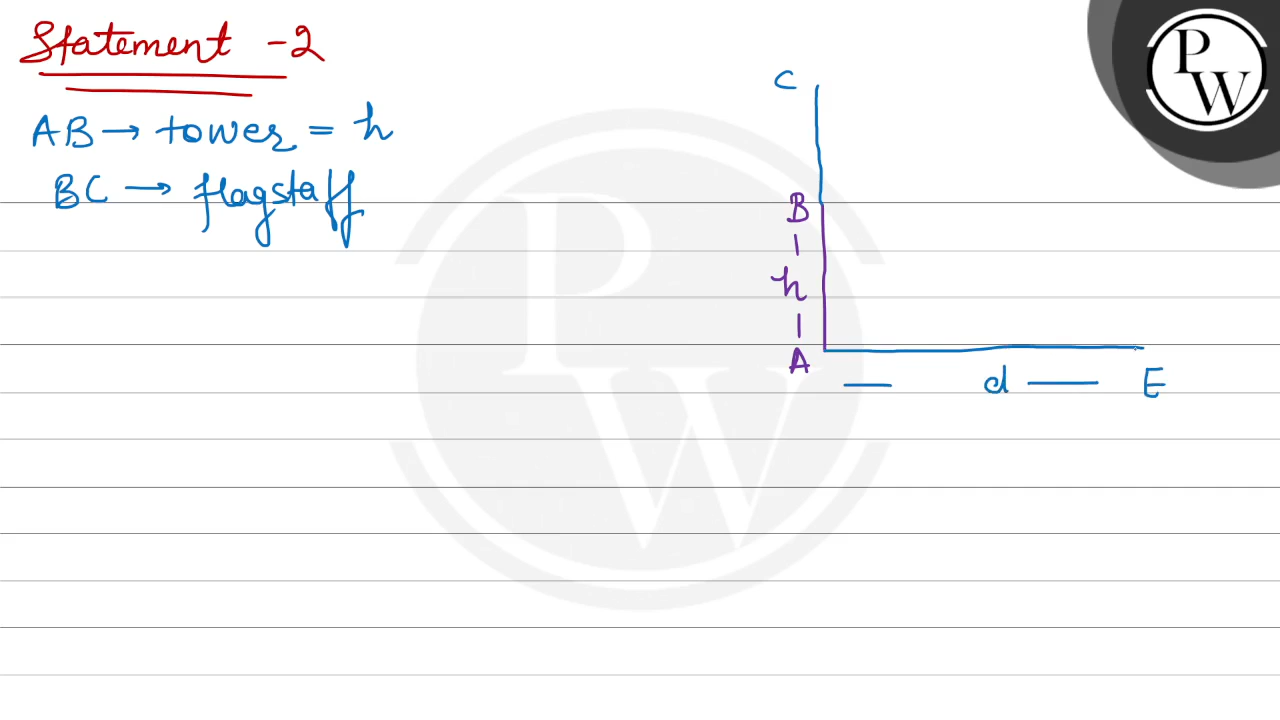 Statement -2
AB → tower = h
BC → flagstaff
C
B
h
A
d
E
P
W
P
W